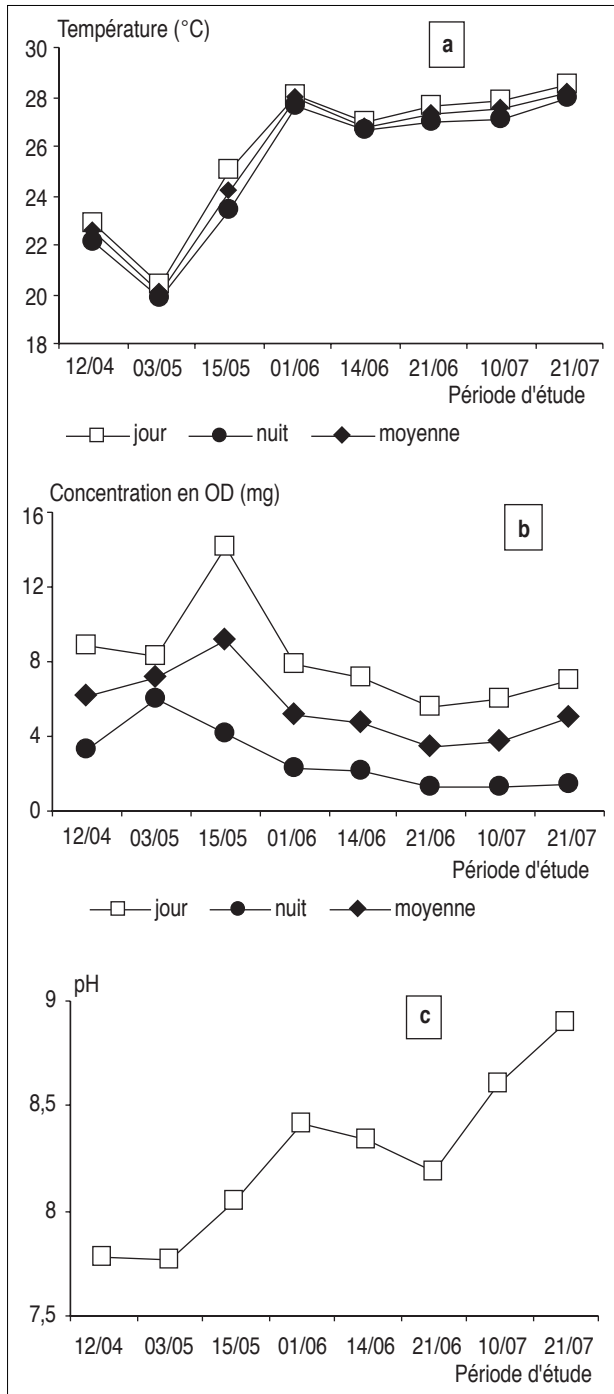 Température (°C)
a
30
28
26
24
22
20
18
12/04 03/05 15/05 01/06 14/06 21/06 10/07 21/07
Période d'étude
jour nuit moyenne
Concentration en OD (mg)
b
16
12
8
4
0
12/04 03/05 15/05 01/06 14/06 21/06 10/07 21/07
Période d'étude
jour nuit moyenne
pH
c
9
8,5
8
7,5
12/04 03/05 15/05 01/06 14/06 21/06 10/07 21/07
Période d'étude